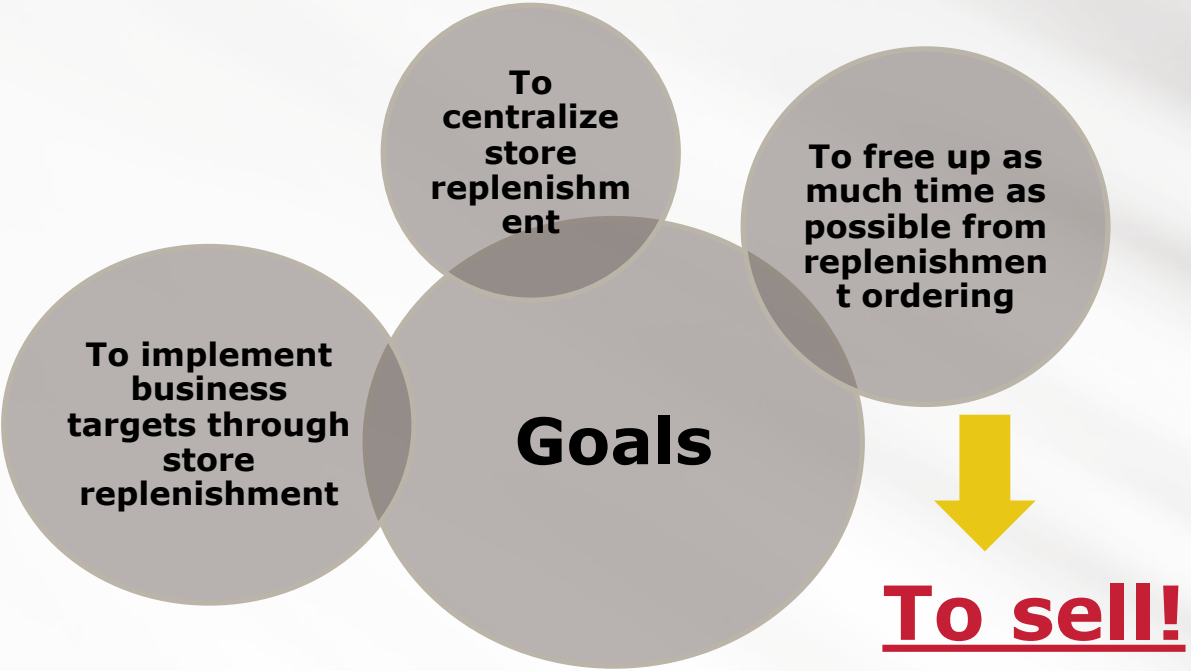 To
centralize
store
replenishm
ent
To free up as
much time as
possible from
replenishmen
t ordering
To implement
business
targets through
store
replenishment
Goals
To sell!